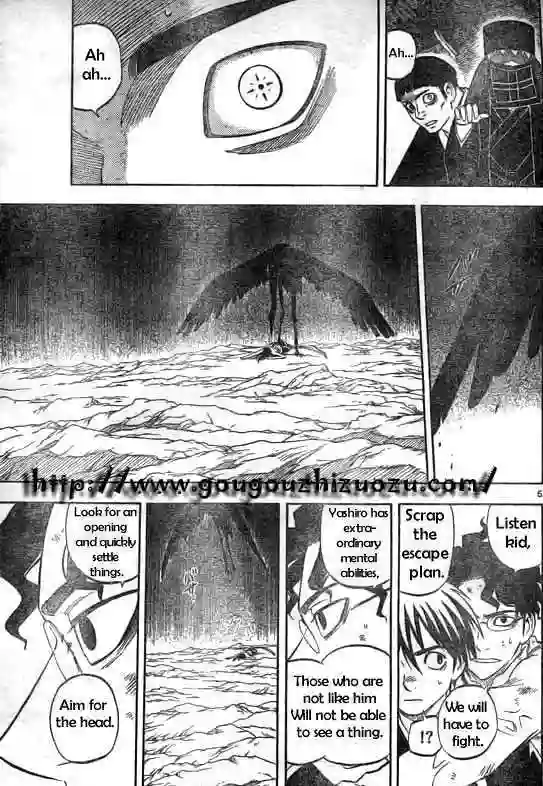 Ah...
Ah
ah...
http://www.gougouzhizuozu.com/
Listen
kid,
Scrap
the
escape
plan.
We will
have to
fight.
!?
Yashiro has
extra-
ordinary
mental
abilities,
Those who
are not like him
Will not be able
to see a thing.
Look for an
opening
and quickly
settle
things.
Aim for
the head.